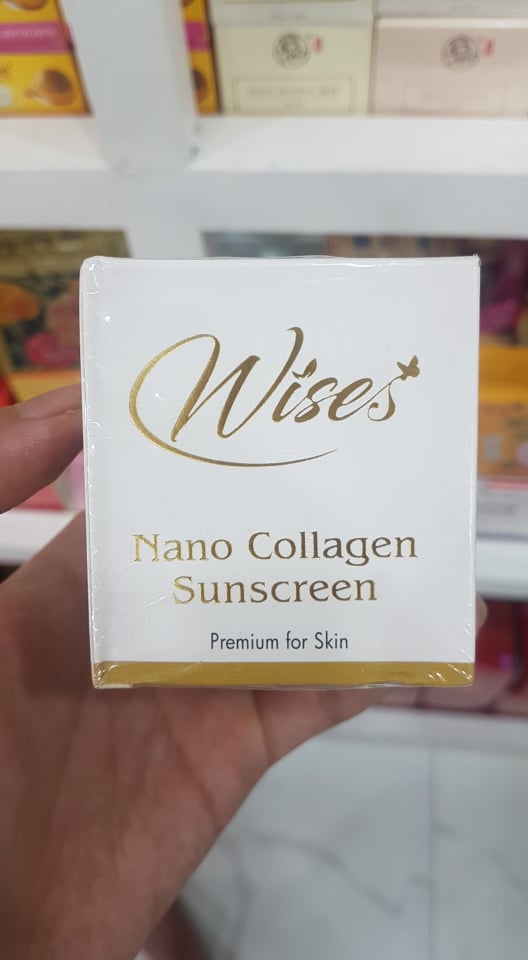 Wises
Nano Collagen
Sunscreen
Premium for Skin